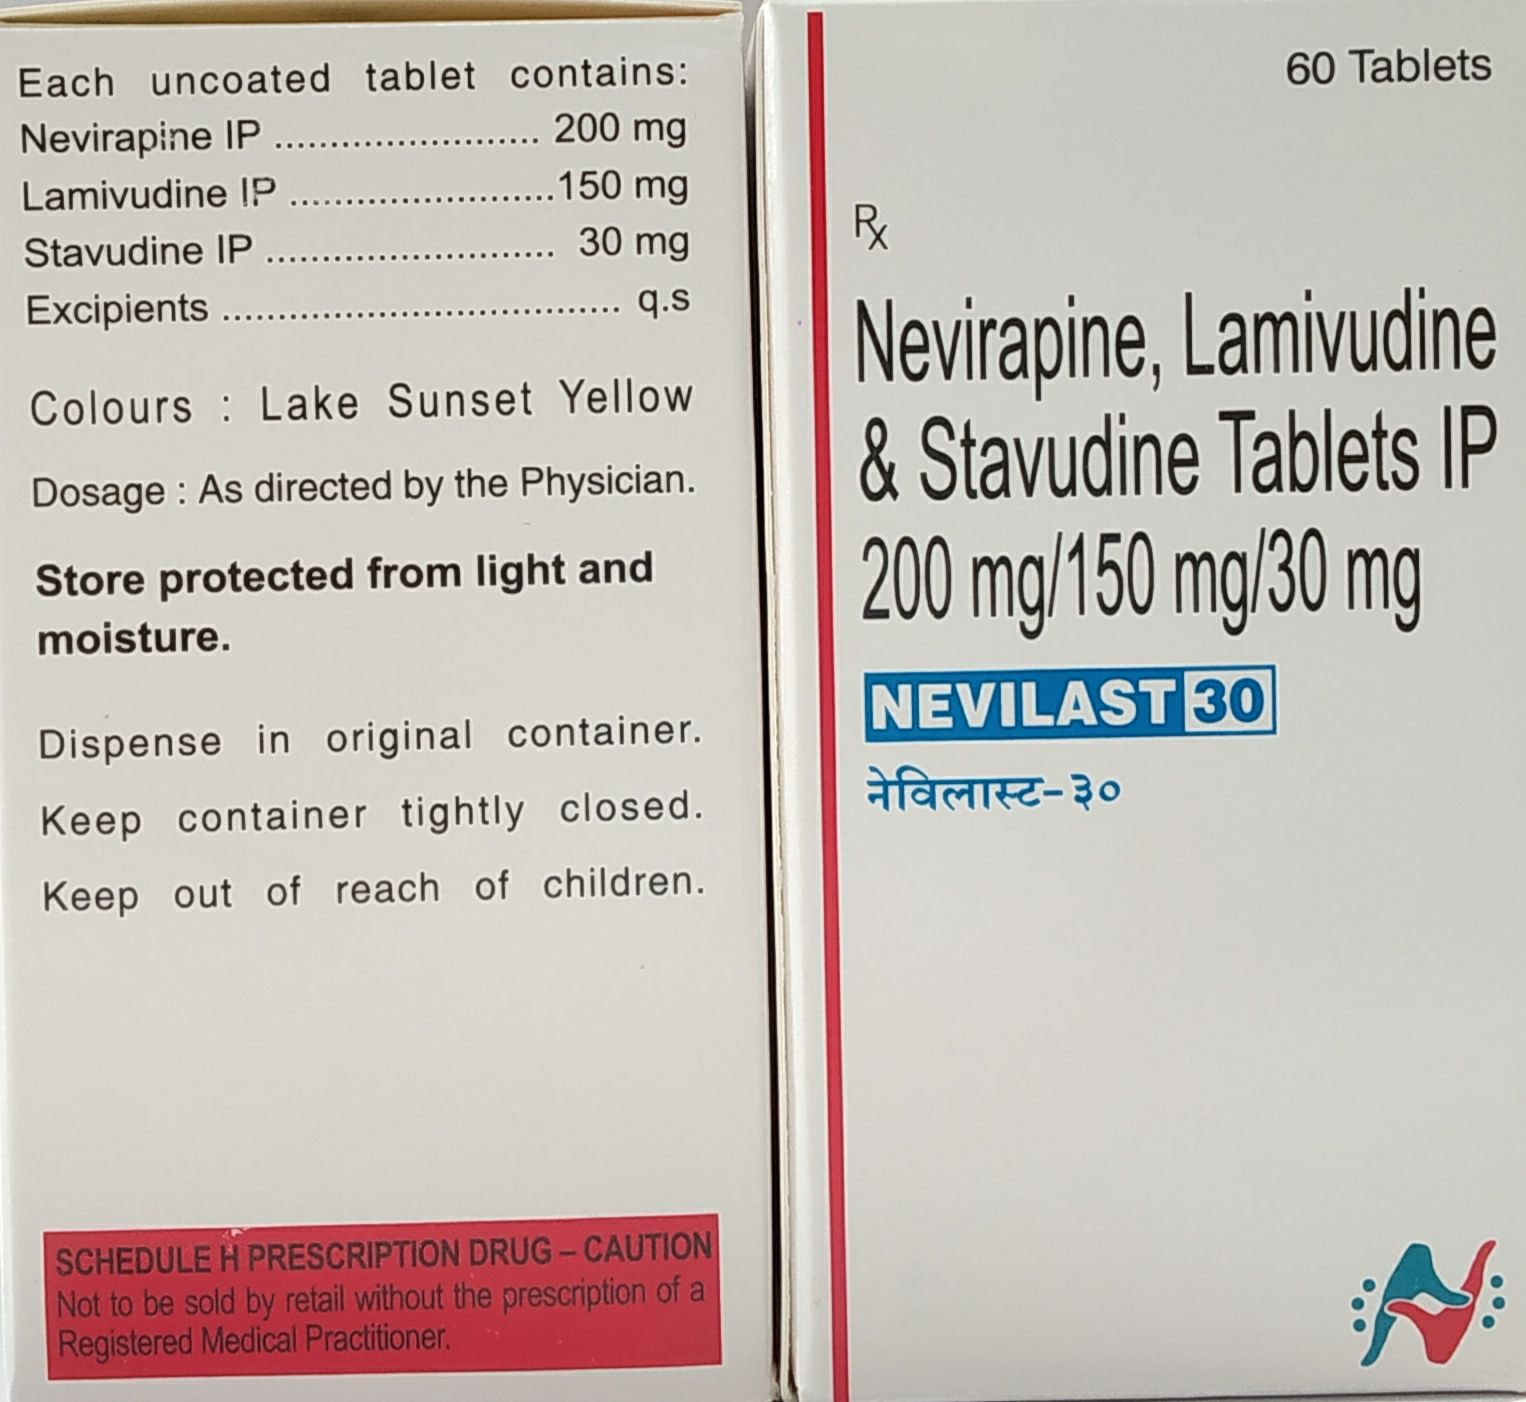 Each uncoated tablet contains:
Nevirapine IP ........................ 200 mg
Lamivudine IP ........................150 mg
Stavudine IP .......................... 30 mg
Excipients .................................... q.s
Colours : Lake Sunset Yellow
Dosage : As directed by the Physician.
Store protected from light and
moisture.
Dispense in original container.
Keep container tightly closed.
Keep out of reach of children.
SCHEDULE H PRESCRIPTION DRUG – CAUTION
Not to be sold by retail without the prescription of a
Registered Medical Practitioner.
60 Tablets
Rx
Nevirapine, Lamivudine
& Stavudine Tablets IP
200 mg/150 mg/30 mg
NEVILAST 30
नेविलास्ट-३०